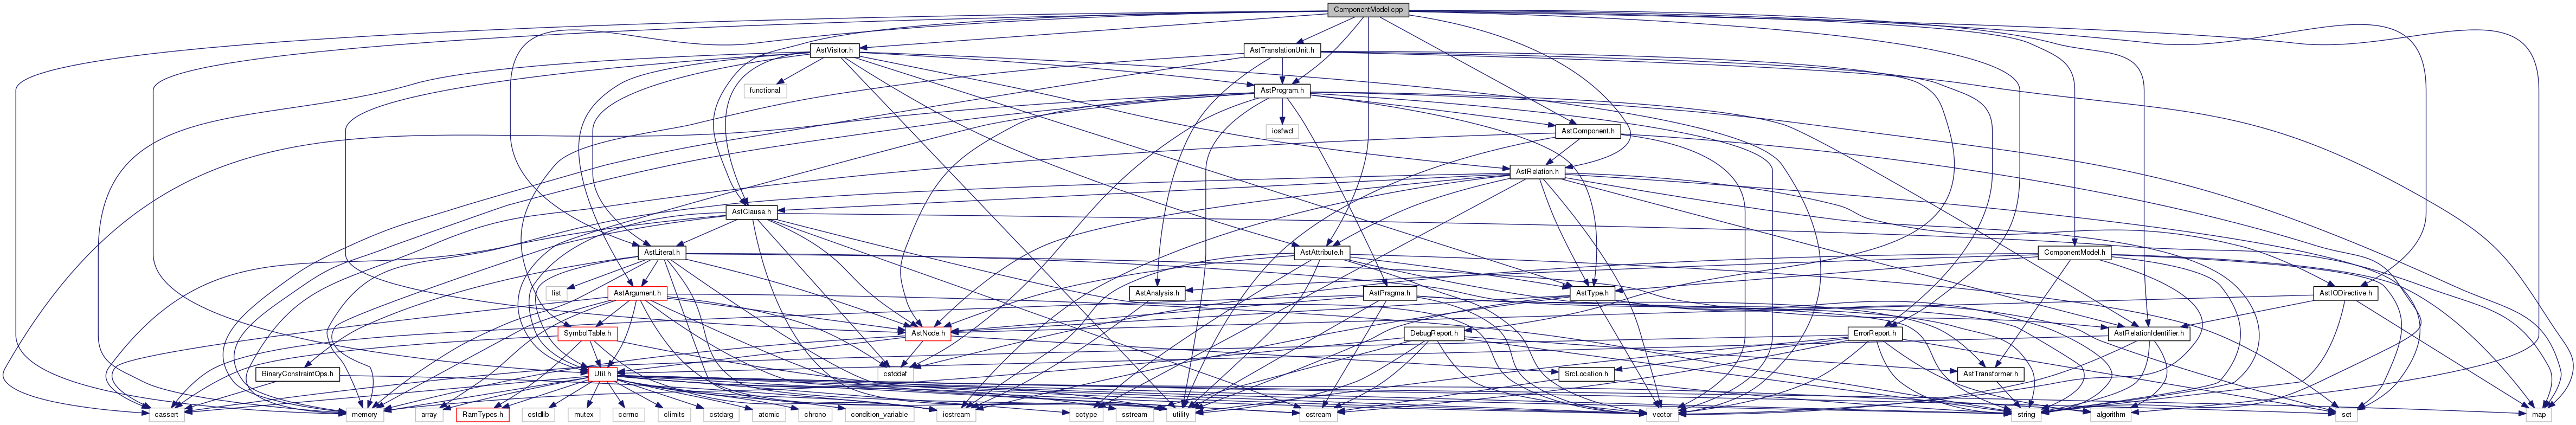 ComponentModel.cpp
AstVisitor.h
AstTranslationUnit.h
functional
AstProgram.h
iosfwd
AstComponent.h
AstRelation.h
AstClause.h
AstLiteral.h
AstAttribute.h
ComponentModel.h
list
AstArgument.h
AstAnalysis.h
AstPragma.h
AstType.h
AstIODirective.h
SymbolTable.h
AstNode.h
DebugReport.h
ErrorReport.h
AstRelationIdentifier.h
BinaryConstraintOps.h
Util.h
cstddef
SrcLocation.h
AstTransformer.h
cassert
memory
array
RamTypes.h
cstdlib
mutex
cerrno
climits
cstdarg
atomic
chrono
condition_variable
iostream
cctype
sstream
utility
ostream
vector
string
algorithm
set
map